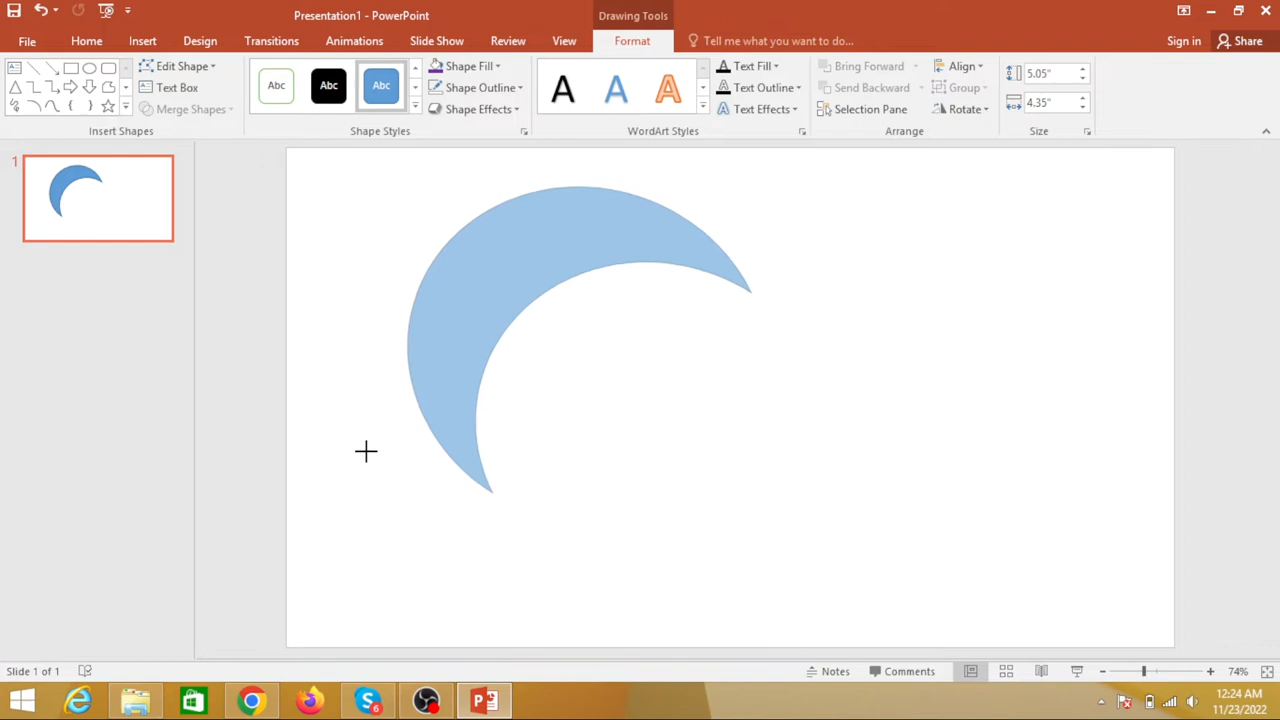 Presentation1 - PowerPoint
Drawing Tools
File Home Insert Design Transitions Animations Slide Show Review View Format Tell me what you want to do... Sign in Share
Edit Shape
Text Box
Merge Shapes
Insert Shapes
Abc Abc Abc
Shape Fill
Shape Outline
Shape Effects
Shape Styles
A A A
Text Fill
Text Outline
Text Effects
WordArt Styles
Bring Forward
Send Backward
Selection Pane
Align
Group
Rotate
Arrange
5.05"
4.35"
Size
1
Slide 1 of 1 Notes Comments 74%
6
12:24 AM
11/23/2022